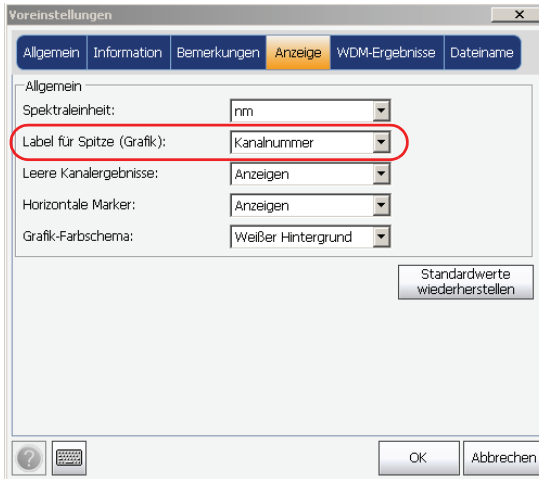 Voreinstellungen
Allgemein Information Bemerkungen Anzeige WDM-Ergebnisse Dateiname
Allgemein
Spektraleinheit: nm
Label für Spitze (Grafik): Kanalnummer
Leere Kanalergebnisse: Anzeigen
Horizontale Marker: Anzeigen
Grafik-Farbschema: Weißer Hintergrund
Standardwerte
wiederherstellen
OK Abbrechen